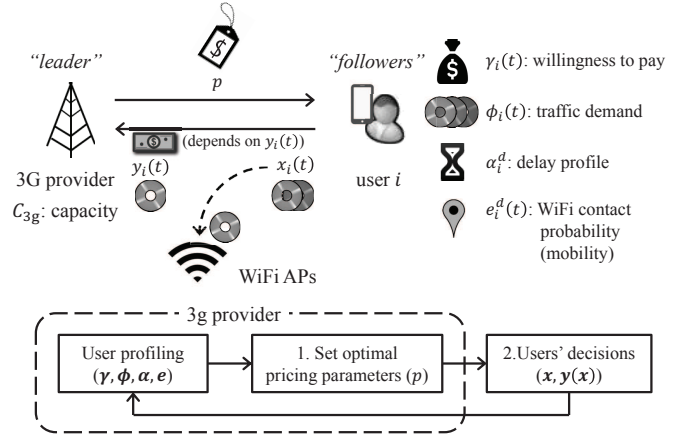 “leader”
p
“followers”
γᵢ(t): willingness to pay
ϕᵢ(t): traffic demand
(depends on yᵢ(t))
yᵢ(t)
xᵢ(t)
3G provider
user i
αᵢᵈ: delay profile
C₃g: capacity
eᵢᵈ(t): WiFi contact
probability
(mobility)
WiFi APs
3g provider
User profiling
(γ, ϕ, α, e)
1. Set optimal
pricing parameters (p)
2.Users’ decisions
(x, y(x))